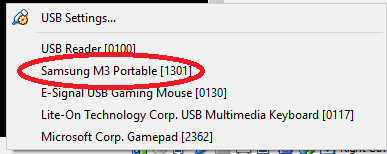 USB Settings...
USB Reader [0100]
Samsung M3 Portable [1301]
E-Signal USB Gaming Mouse [0130]
Lite-On Technology Corp. USB Multimedia Keyboard [0117]
Microsoft Corp. Gamepad [2362]